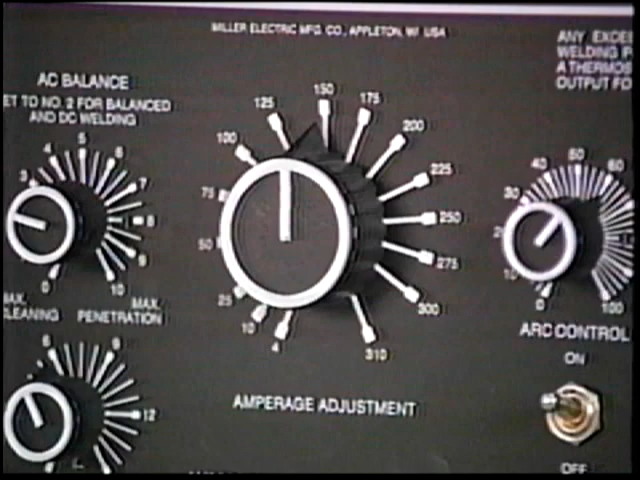 MILLER ELECTRIC MFG. CO., APPLETON, WI USA
ANY EXCES
WELDING P
A THERMOS
OUTPUT FO
AC BALANCE
ET TO NO. 2 FOR BALANCED
AND DC WELDING
3 4 5 6 7 8 9 10 0
MAX. CLEANING
MAX. PENETRATION
4 10 25 50 75 100 125 150 175 200 225 250 275 300 310
AMPERAGE ADJUSTMENT
0 10 2 30 40 50 60 100
ARC CONTROL
ON
OFF
12